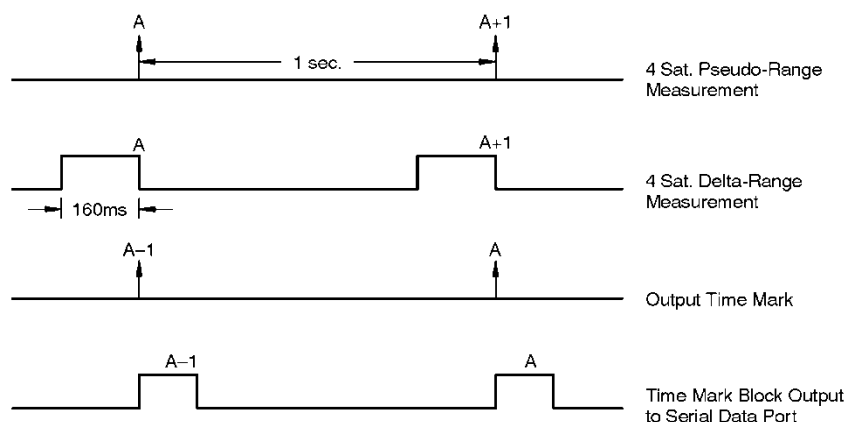 A
A+1
1 sec.
4 Sat. Pseudo-Range
Measurement
A
A+1
4 Sat. Delta-Range
Measurement
160ms
A−1
A
Output Time Mark
A−1
A
Time Mark Block Output
to Serial Data Port